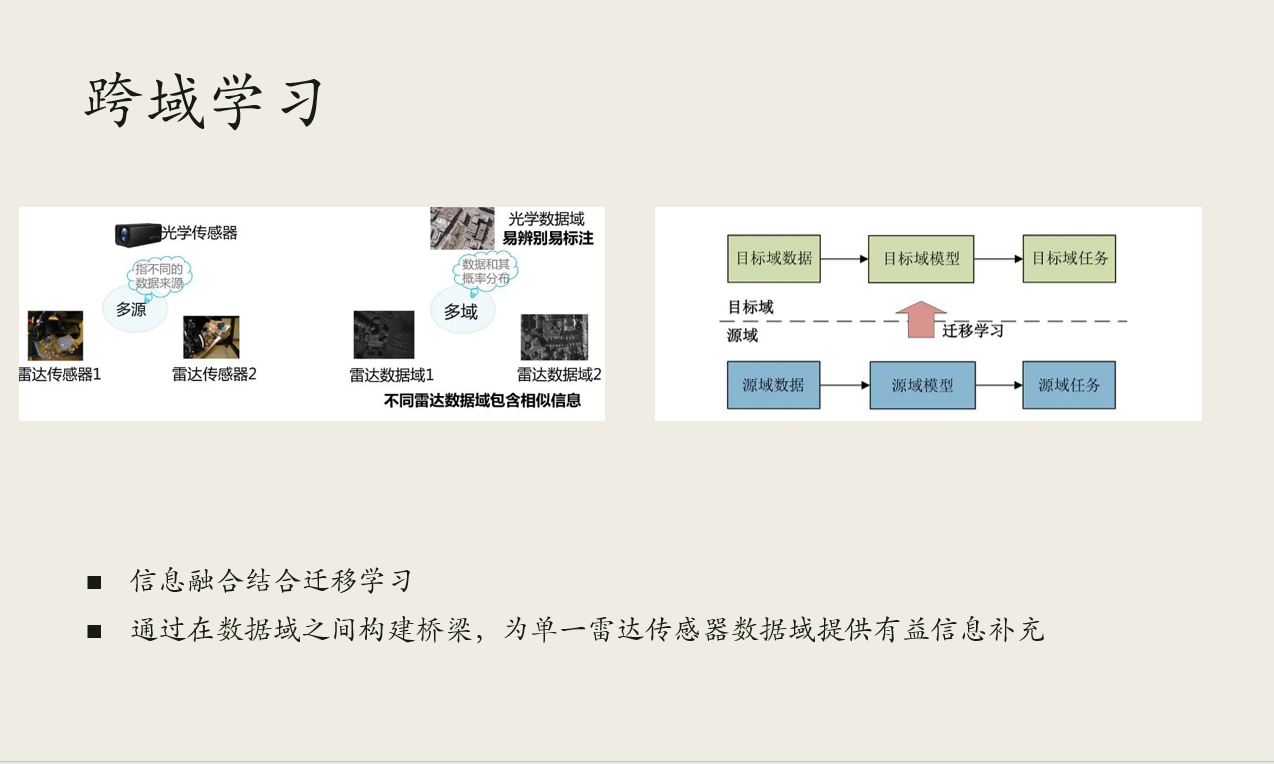 跨域学习
光学传感器
指不同的
数据来源
多源
雷达传感器1
雷达传感器2
光学数据域
易辨别易标注
数据和其
概率分布
多域
雷达数据域1
雷达数据域2
不同雷达数据域包含相似信息
目标域数据
目标域模型
目标域任务
目标域
源域
迁移学习
源域数据
源域模型
源域任务
■ 信息融合结合迁移学习
■ 通过在数据域之间构建桥梁，为单一雷达传感器数据域提供有益信息补充